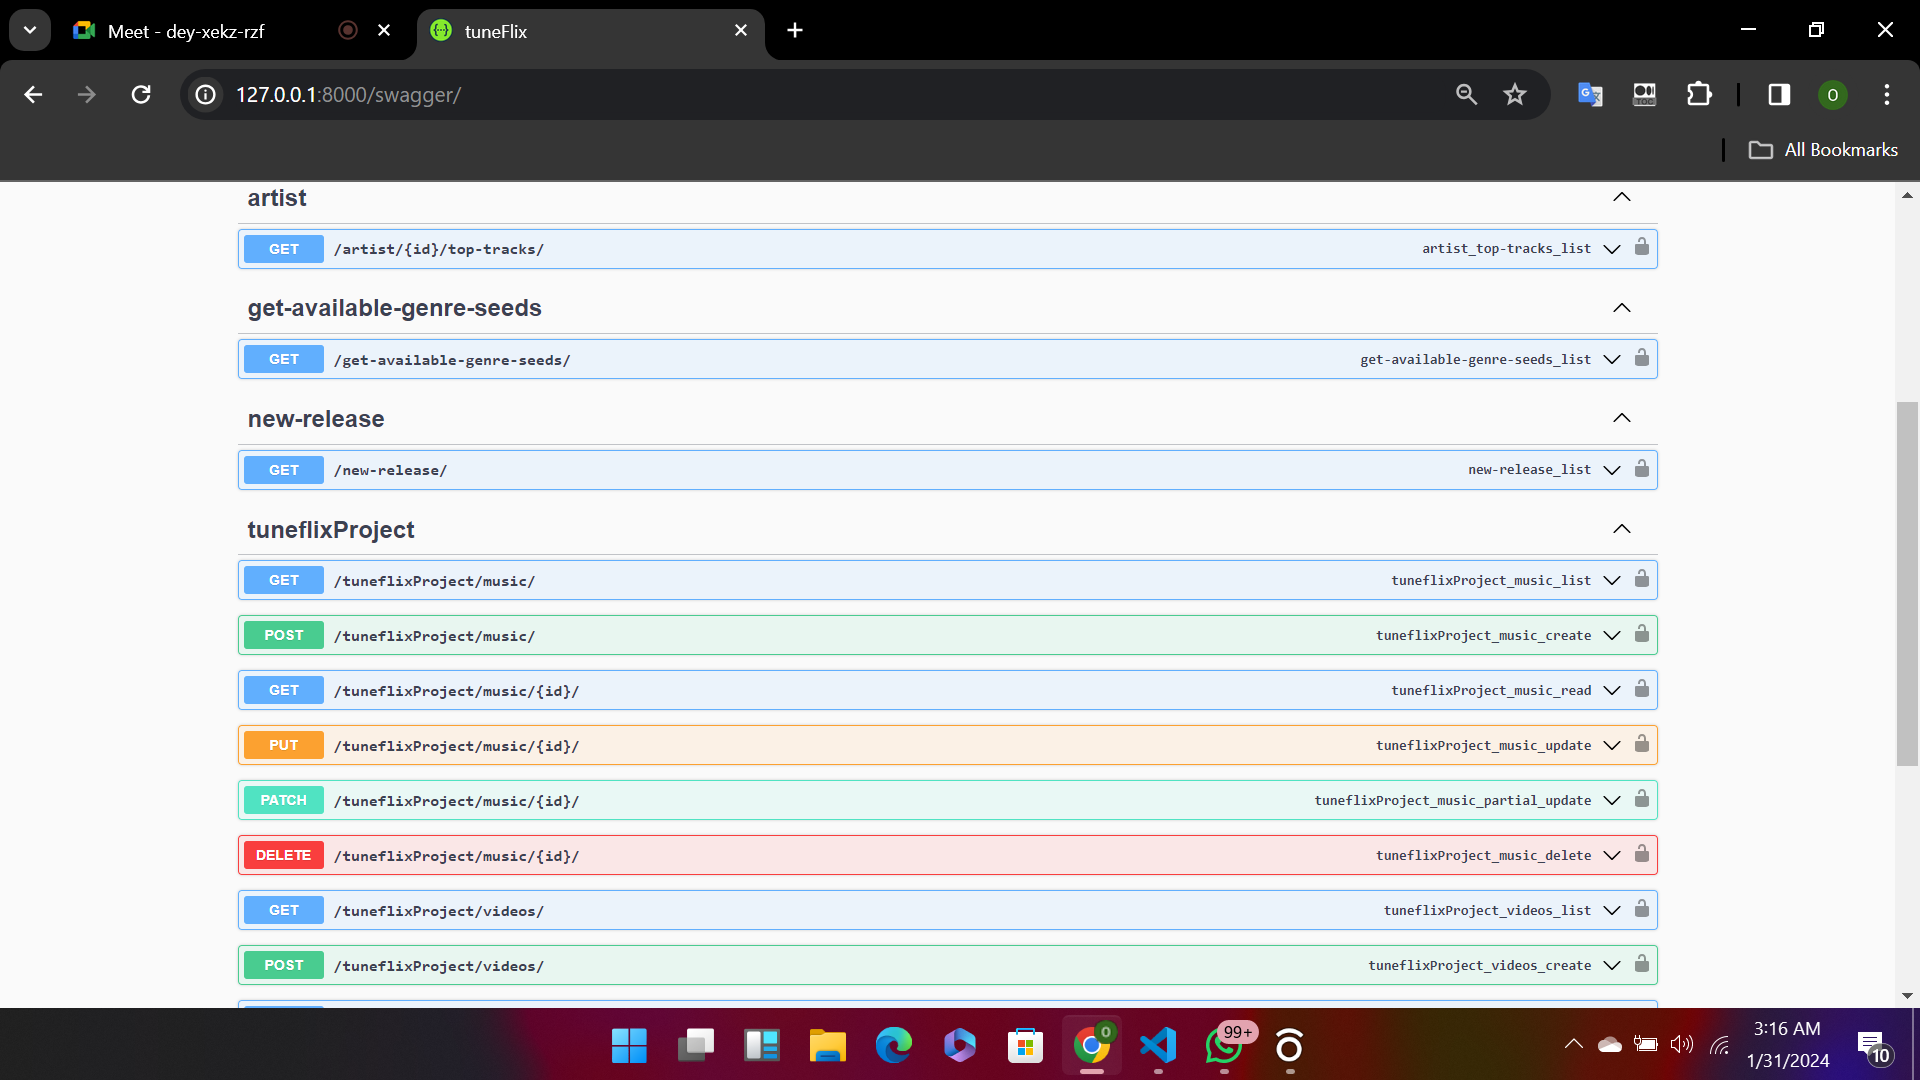 Meet - dey-xekz-rzf
tuneFlix
127.0.0.1:8000/swagger/
O
All Bookmarks
artist
GET /artist/{id}/top-tracks/ artist_top-tracks_list
get-available-genre-seeds
GET /get-available-genre-seeds/ get-available-genre-seeds_list
new-release
GET /new-release/ new-release_list
tuneflixProject
GET /tuneflixProject/music/ tuneflixProject_music_list
POST /tuneflixProject/music/ tuneflixProject_music_create
GET /tuneflixProject/music/{id}/ tuneflixProject_music_read
PUT /tuneflixProject/music/{id}/ tuneflixProject_music_update
PATCH /tuneflixProject/music/{id}/ tuneflixProject_music_partial_update
DELETE /tuneflixProject/music/{id}/ tuneflixProject_music_delete
GET /tuneflixProject/videos/ tuneflixProject_videos_list
POST /tuneflixProject/videos/ tuneflixProject_videos_create
O
99+
3:16 AM
1/31/2024
10